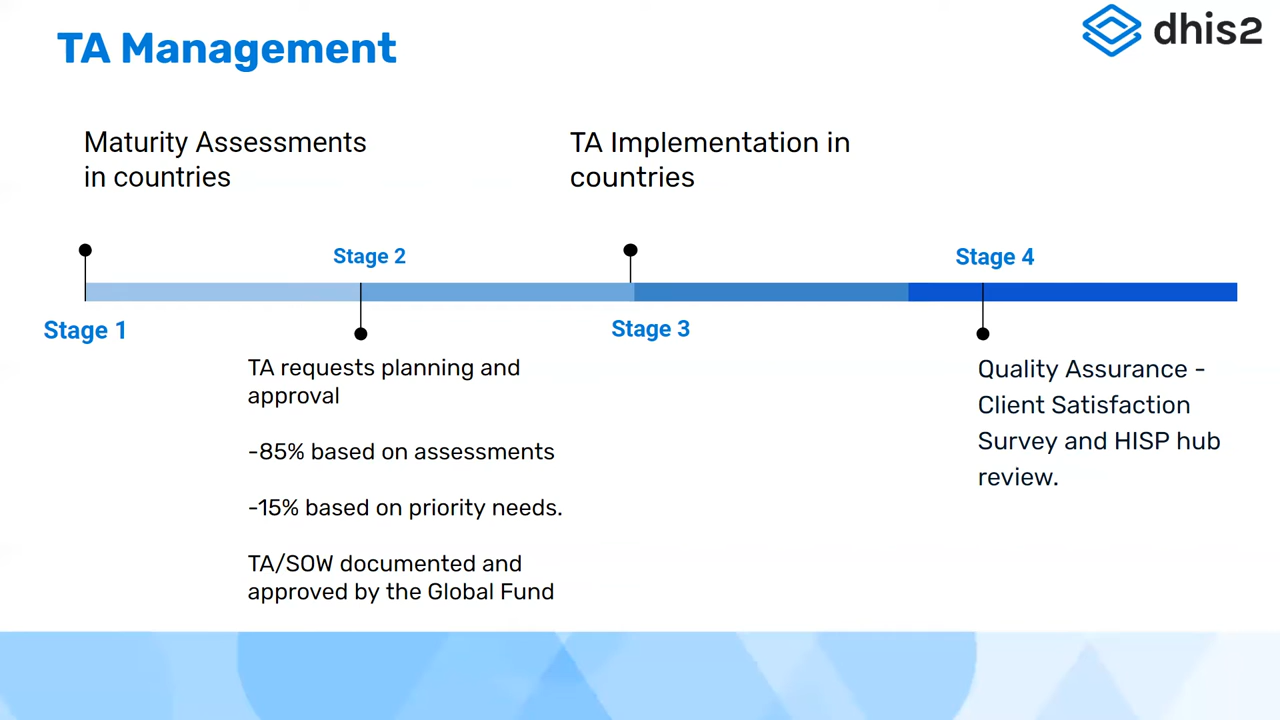 TA Management
dhis2
Maturity Assessments
in countries
TA Implementation in
countries
Stage 2
Stage 4
Stage 1
Stage 3
TA requests planning and
approval
-85% based on assessments
-15% based on priority needs.
TA/SOW documented and
approved by the Global Fund
Quality Assurance -
Client Satisfaction
Survey and HISP hub
review.